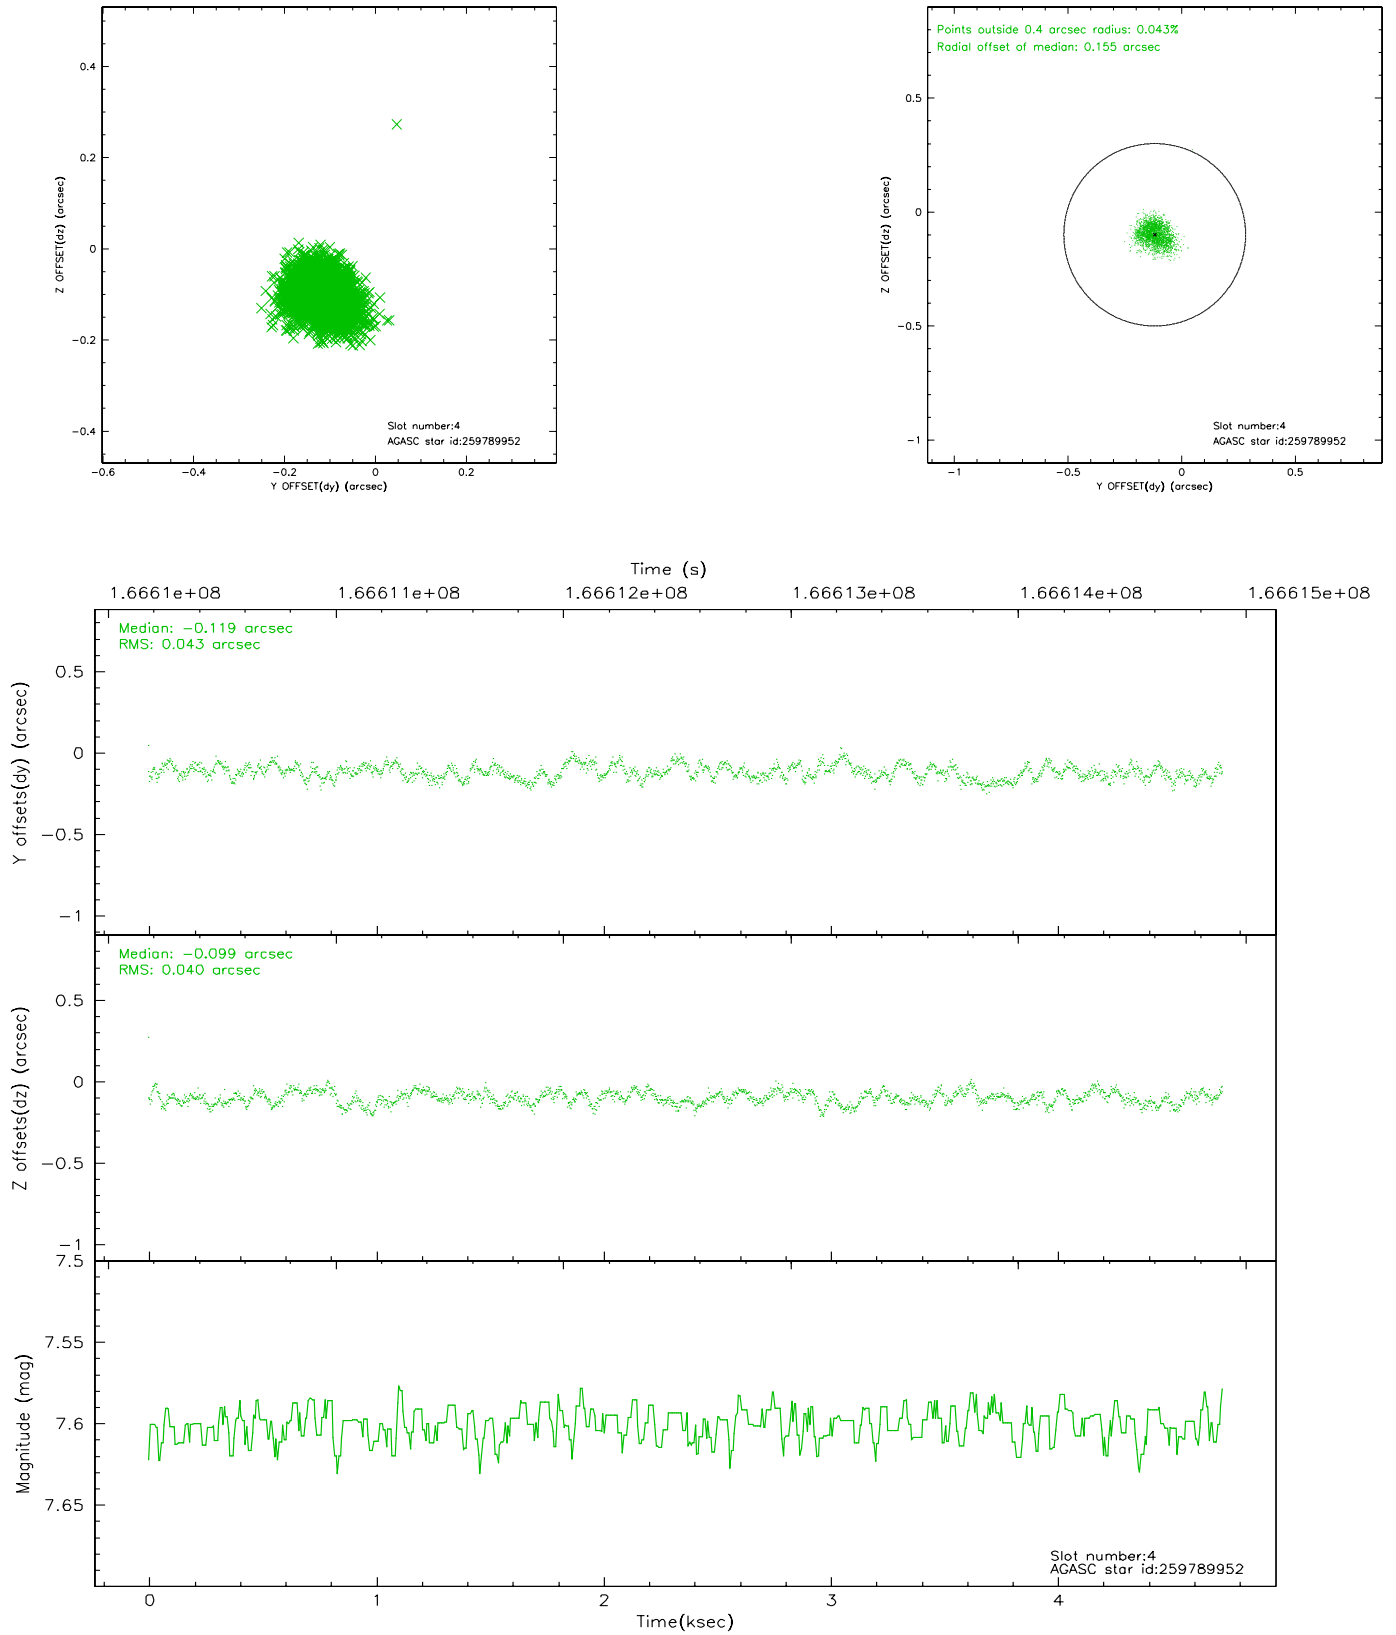 0.4
0.2
0
−0.2
−0.4
Z OFFSET(dz) (arcsec)
Slot number:4
AGASC star id:259789952
−0.6 −0.4 −0.2 0 0.2
Y OFFSET(dy) (arcsec)
Points outside 0.4 arcsec radius: 0.043%
Radial offset of median: 0.155 arcsec
0.5
0
−0.5
−1
Z OFFSET(dz) (arcsec)
Slot number:4
AGASC star id:259789952
−1 −0.5 0 0.5
Y OFFSET(dy) (arcsec)
Time (s)
1.6661e+08 1.66611e+08 1.66612e+08 1.66613e+08 1.66614e+08 1.66615e+08
Median: −0.119 arcsec
RMS: 0.043 arcsec
0.5
0
−0.5
−1
Y offsets(dy) (arcsec)
Median: −0.099 arcsec
RMS: 0.040 arcsec
0.5
0
−0.5
−1
Z offsets(dz) (arcsec)
7.5
7.55
7.6
7.65
Magnitude (mag)
Slot number:4
AGASC star id:259789952
0 1 2 3 4
Time(ksec)